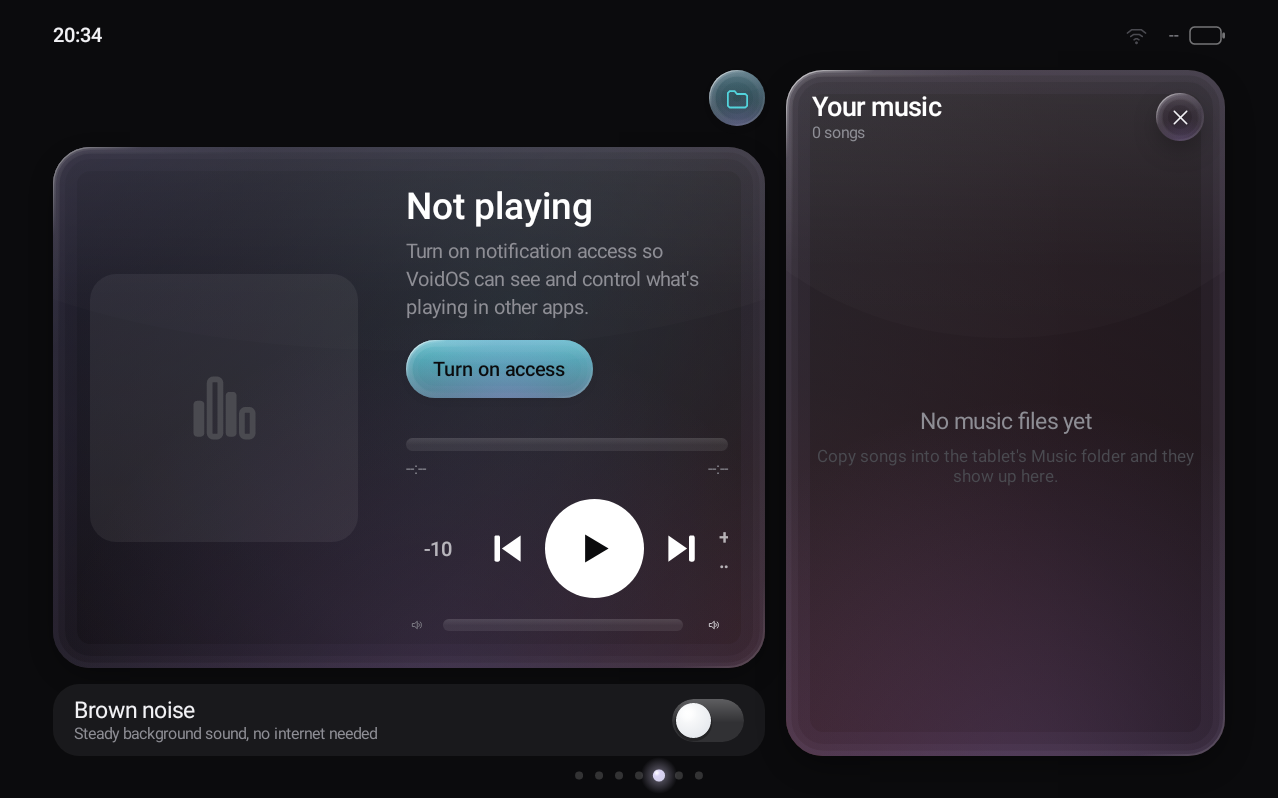 20:34
--
Your music
0 songs
Not playing
Turn on notification access so
VoidOS can see and control what's
playing in other apps.
Turn on access
--:--
--:--
-10
+
..
Brown noise
Steady background sound, no internet needed
No music files yet
Copy songs into the tablet's Music folder and they
show up here.